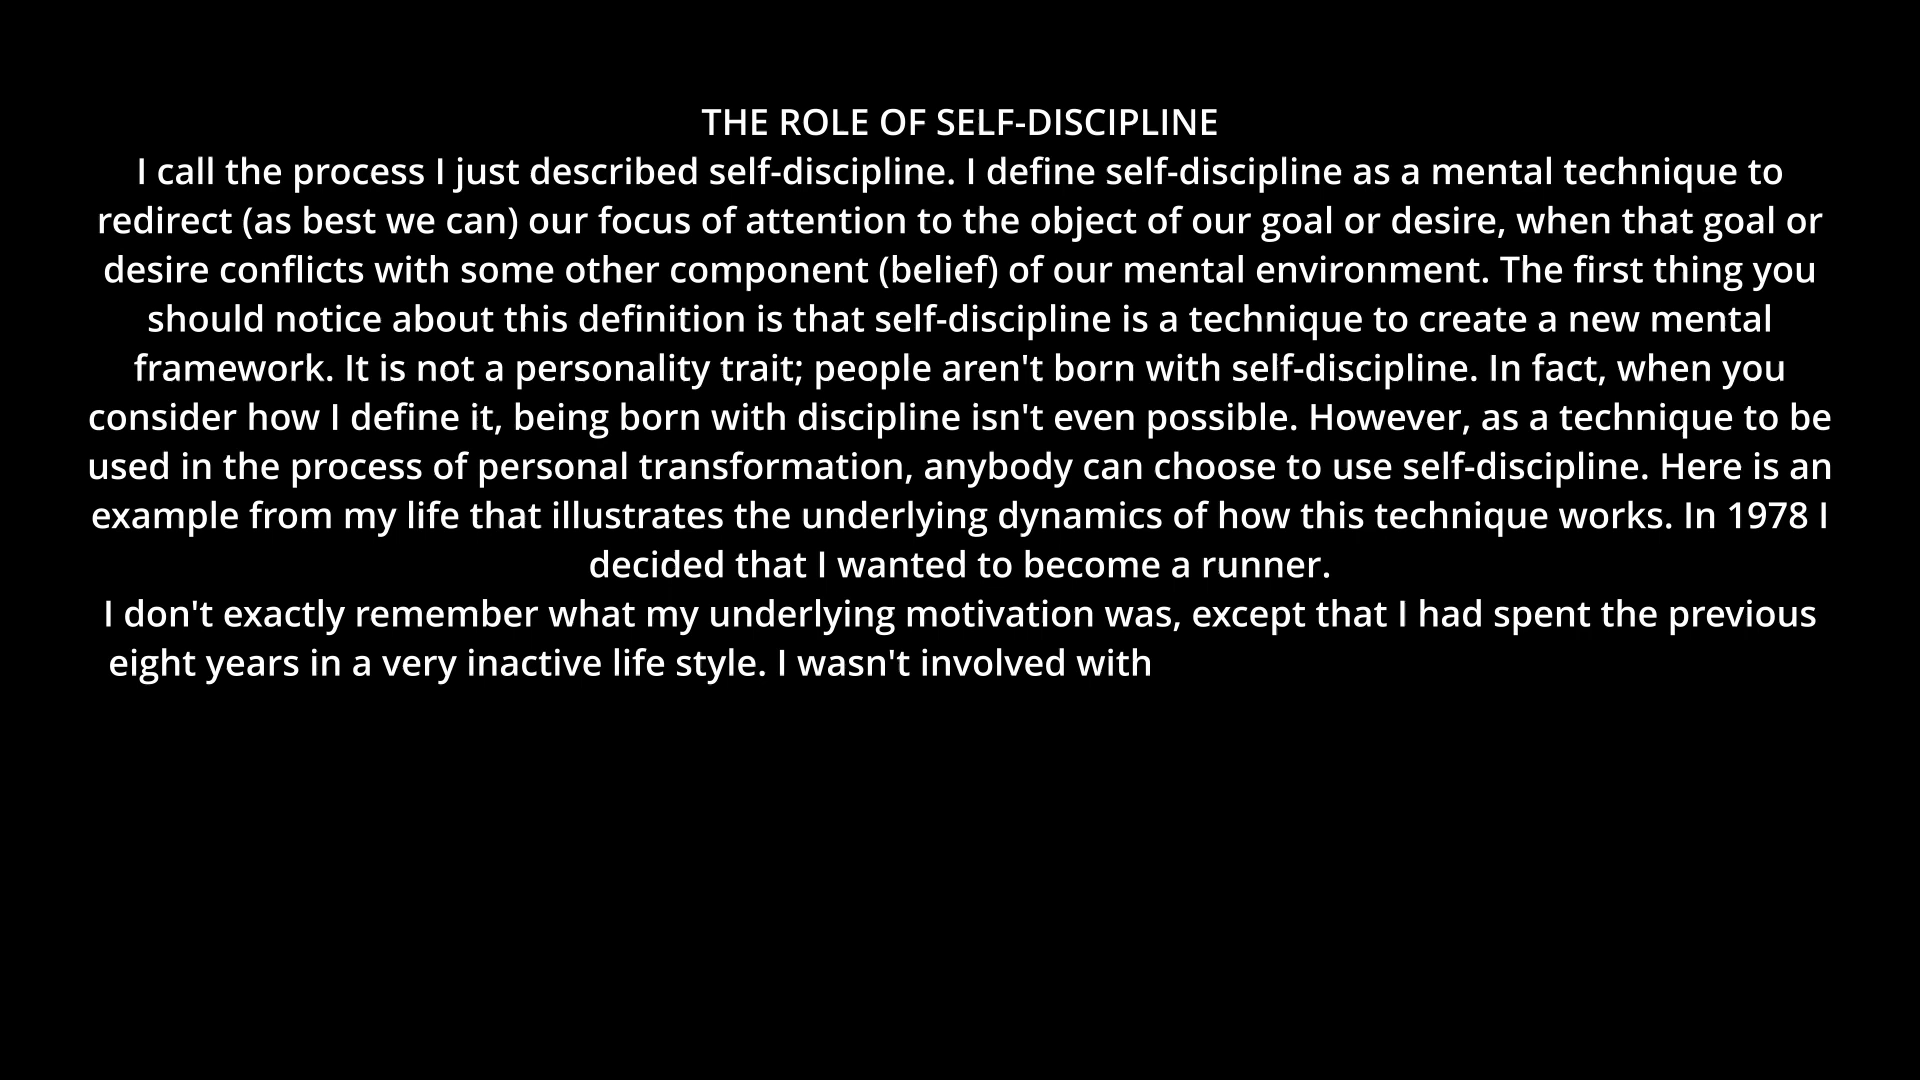 THE ROLE OF SELF-DISCIPLINE
I call the process I just described self-discipline. I define self-discipline as a mental technique to
redirect (as best we can) our focus of attention to the object of our goal or desire, when that goal or
desire conflicts with some other component (belief) of our mental environment. The first thing you
should notice about this definition is that self-discipline is a technique to create a new mental
framework. It is not a personality trait; people aren't born with self-discipline. In fact, when you
consider how I define it, being born with discipline isn't even possible. However, as a technique to be
used in the process of personal transformation, anybody can choose to use self-discipline. Here is an
example from my life that illustrates the underlying dynamics of how this technique works. In 1978 I
decided that I wanted to become a runner.
I don't exactly remember what my underlying motivation was, except that I had spent the previous
eight years in a very inactive life style. I wasn't involved with